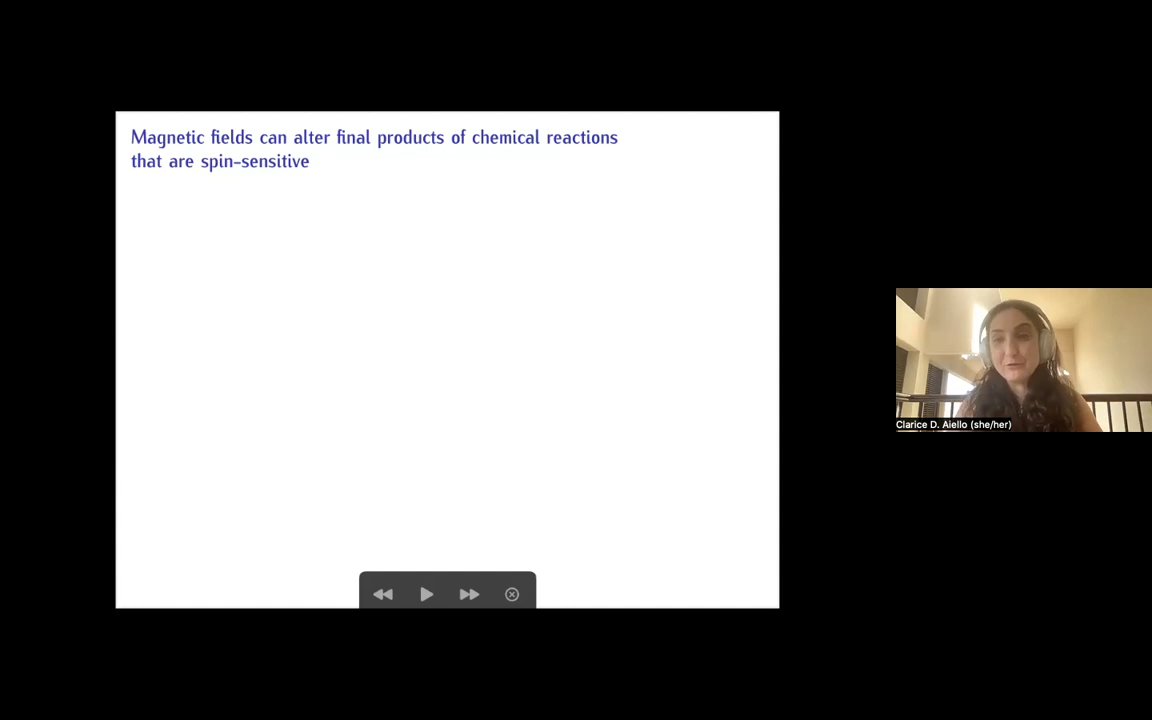 Magnetic fields can alter final products of chemical reactions
that are spin-sensitive
Clarice D. Aiello (she/her)